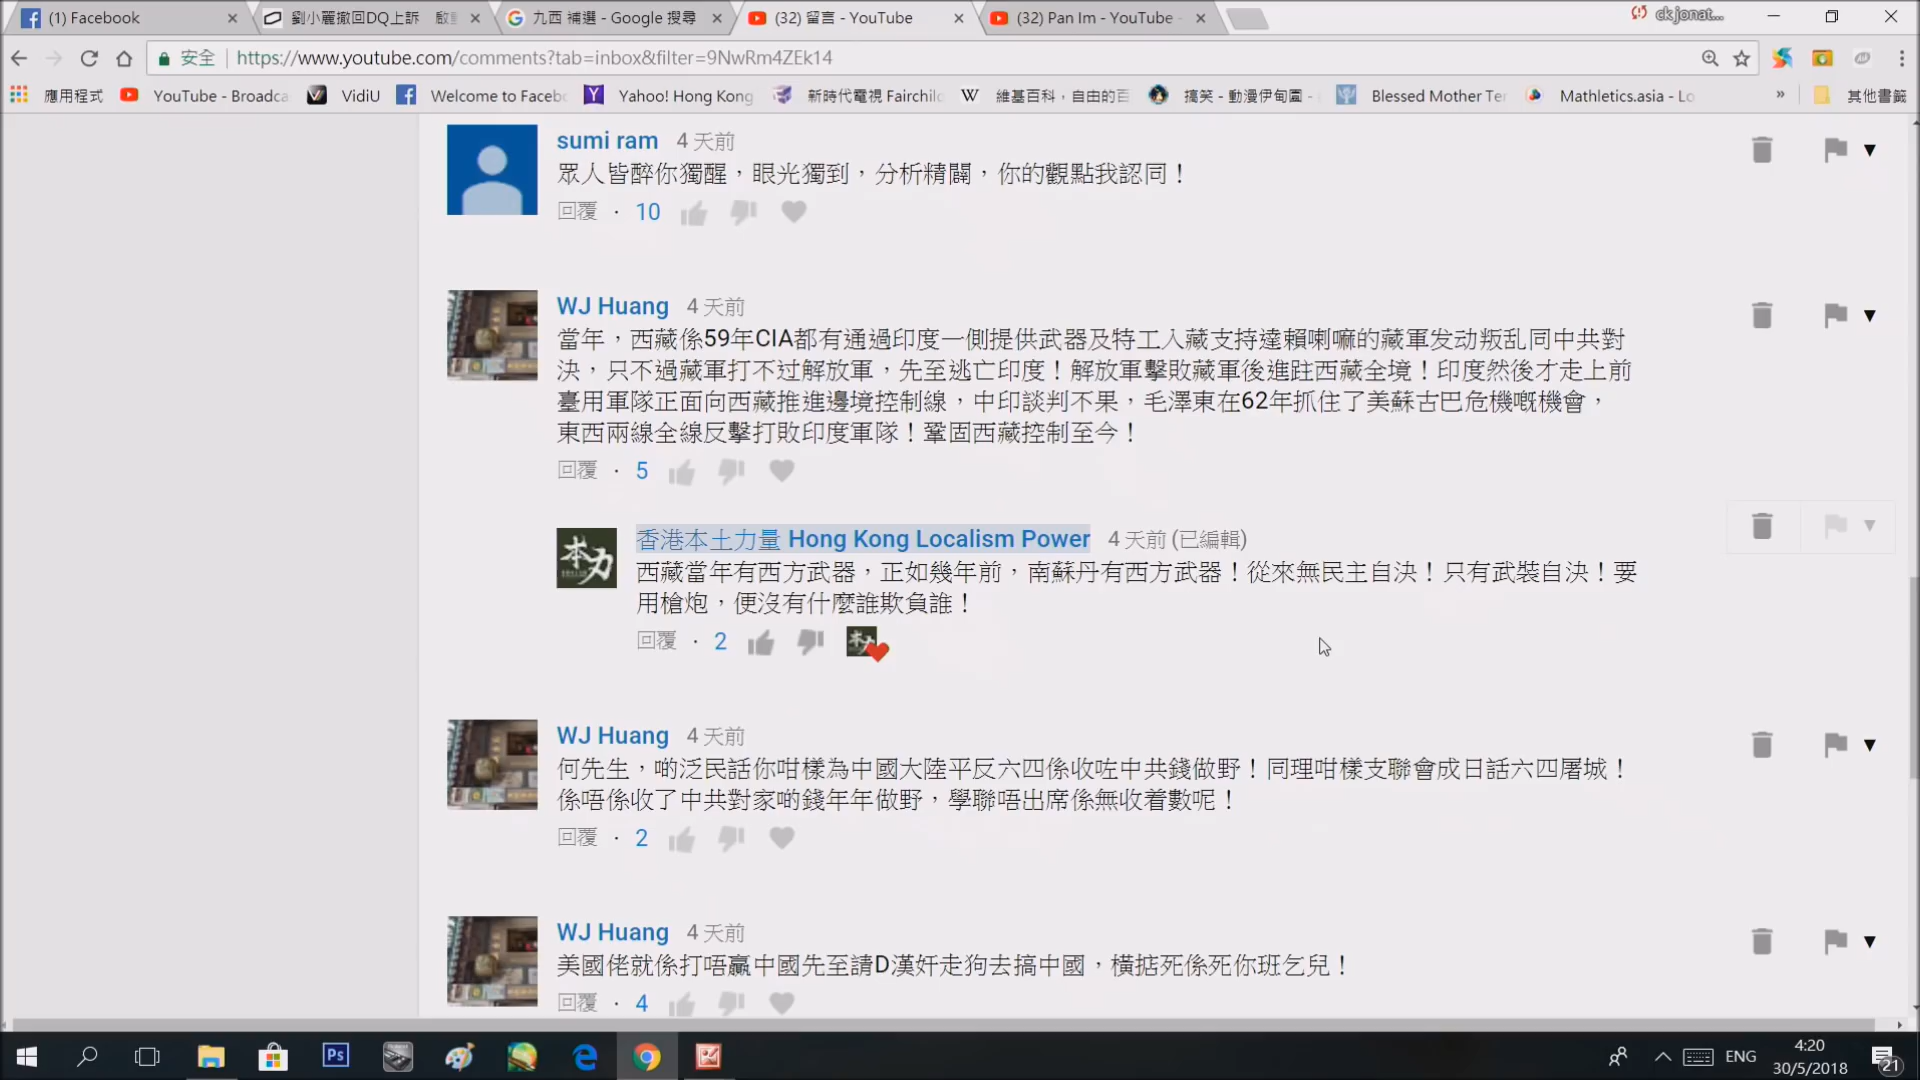 (1) Facebook
劉小麗撤回DQ上訴
九西 補選 - Google 搜尋
(32) 留言 - YouTube
(32) Pan Im - YouTube
ckjonat...
安全
https://www.youtube.com/comments?tab=inbox&filter=9NwRm4ZEk14
應用程式
YouTube - Broadca
VidiU
Welcome to Facebo
Yahoo! Hong Kong
新時代電視 Fairchil
維基百科，自由的百
搞笑 - 動漫伊甸園 -
Blessed Mother Ter
Mathletics.asia - Lo
»
其他書籤
sumi ram 4 天前
眾人皆醉你獨醒，眼光獨到，分析精闢，你的觀點我認同！
回覆 · 10
WJ Huang 4 天前
當年，西藏係59年CIA都有通過印度一側提供武器及特工入藏支持達賴喇嘛的藏軍发动叛乱同中共對
決，只不過藏軍打不过解放軍，先至逃亡印度！解放軍擊敗藏軍後進駐西藏全境！印度然後才走上前
臺用軍隊正面向西藏推進邊境控制線，中印談判不果，毛澤東在62年抓住了美蘇古巴危機嘅機會，
東西兩線全線反擊打敗印度軍隊！鞏固西藏控制至今！
回覆 · 5
香港本土力量 Hong Kong Localism Power 4 天前 (已編輯)
本力
西藏當年有西方武器，正如幾年前，南蘇丹有西方武器！從來無民主自決！只有武裝自決！要
用槍炮，便沒有什麼誰欺負誰！
回覆 · 2
WJ Huang 4 天前
何先生，啲泛民話你咁樣為中國大陸平反六四係收咗中共錢做野！同理咁樣支聯會成日話六四屠城！
係唔係收了中共對家啲錢年年做野，學聯唔出席係無收着數呢！
回覆 · 2
WJ Huang 4 天前
美國佬就係打唔贏中國先至請D漢奸走狗去搞中國，橫掂死係死你班乞兒！
回覆 · 4
Ps
ENG
4:20
30/5/2018
21